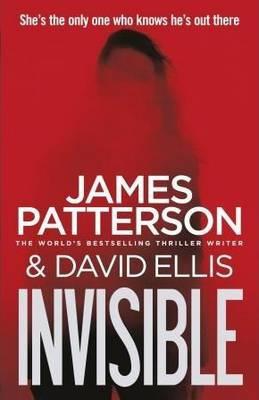 She's the only one who knows he's out there
JAMES
PATTERSON
THE WORLD'S BESTSELLING THRILLER WRITER
& DAVID ELLIS
INVISIBLE